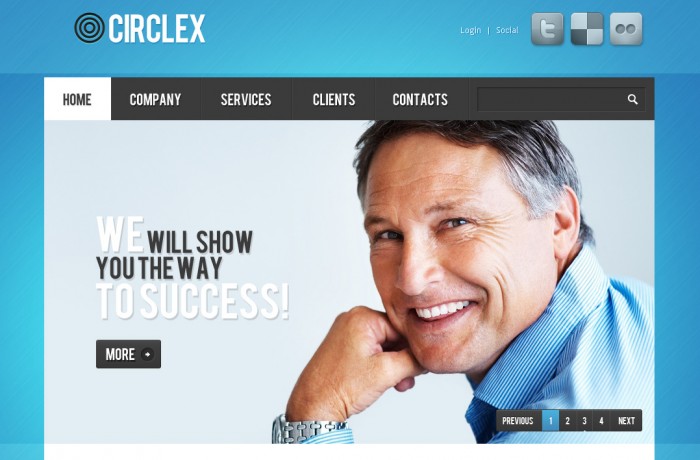 CIRCLEX
Login | Social
HOME COMPANY SERVICES CLIENTS CONTACTS
WE WILL SHOW
YOU THE WAY
TO SUCCESS!
MORE
PREVIOUS 1 2 3 4 NEXT